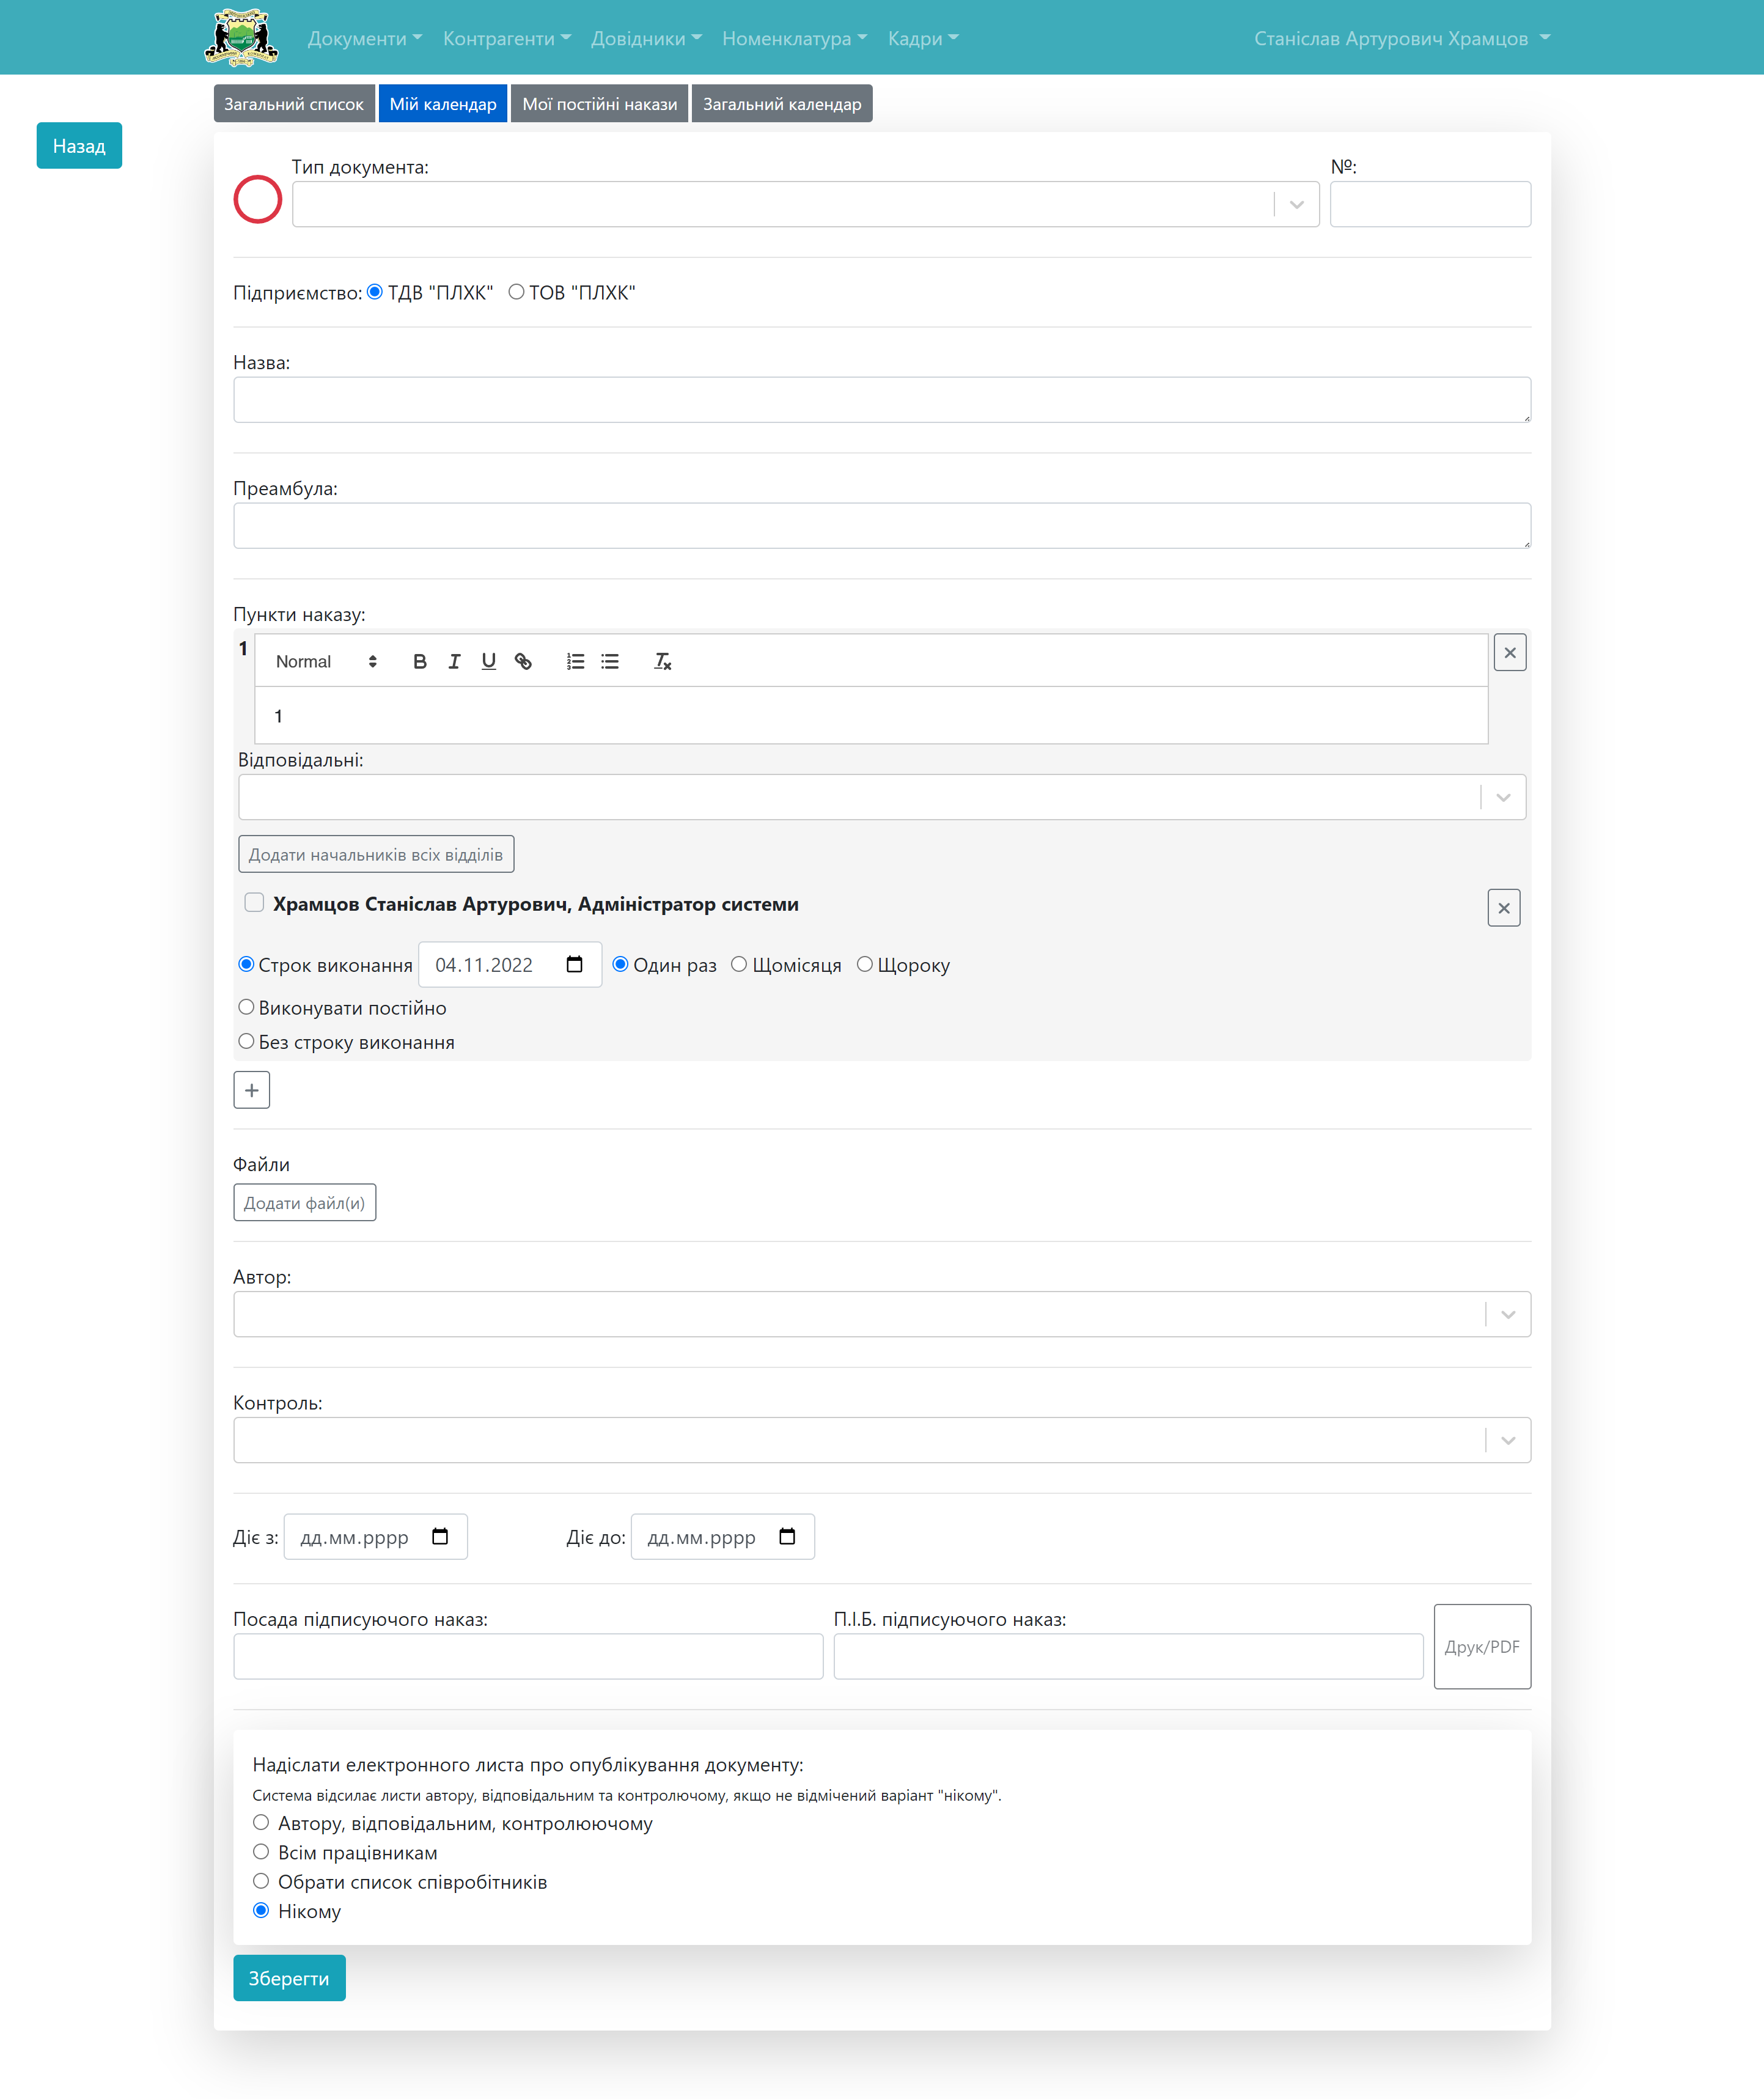 Документи Контрагенти Довідники Номенклатура Кадри Станіслав Артурович Храмцов
Загальний список Мій календар Мої постійні накази Загальний календар
Назад
Тип документа: №:
Підприємство: ТДВ "ПЛХК" ТОВ "ПЛХК"
Назва:
Преамбула:
Пункти наказу:
1 Normal
1
Відповідальні:
Додати начальників всіх відділів
Храмцов Станіслав Артурович, Адміністратор системи
Строк виконання 04.11.2022 Один раз Щомісяця Щороку
Виконувати постійно
Без строку виконання
Файли
Додати файл(и)
Автор:
Контроль:
Діє з: дд.мм.рррр Діє до: дд.мм.рррр
Посада підписуючого наказ: П.І.Б. підписуючого наказ:
Друк/PDF
Надіслати електронного листа про опублікування документу:
Система відсилає листи автору, відповідальним та контролючому, якщо не відмічений варіант "нікому".
Автору, відповідальним, контролюючому
Всім працівникам
Обрати список співробітників
Нікому
Зберегти